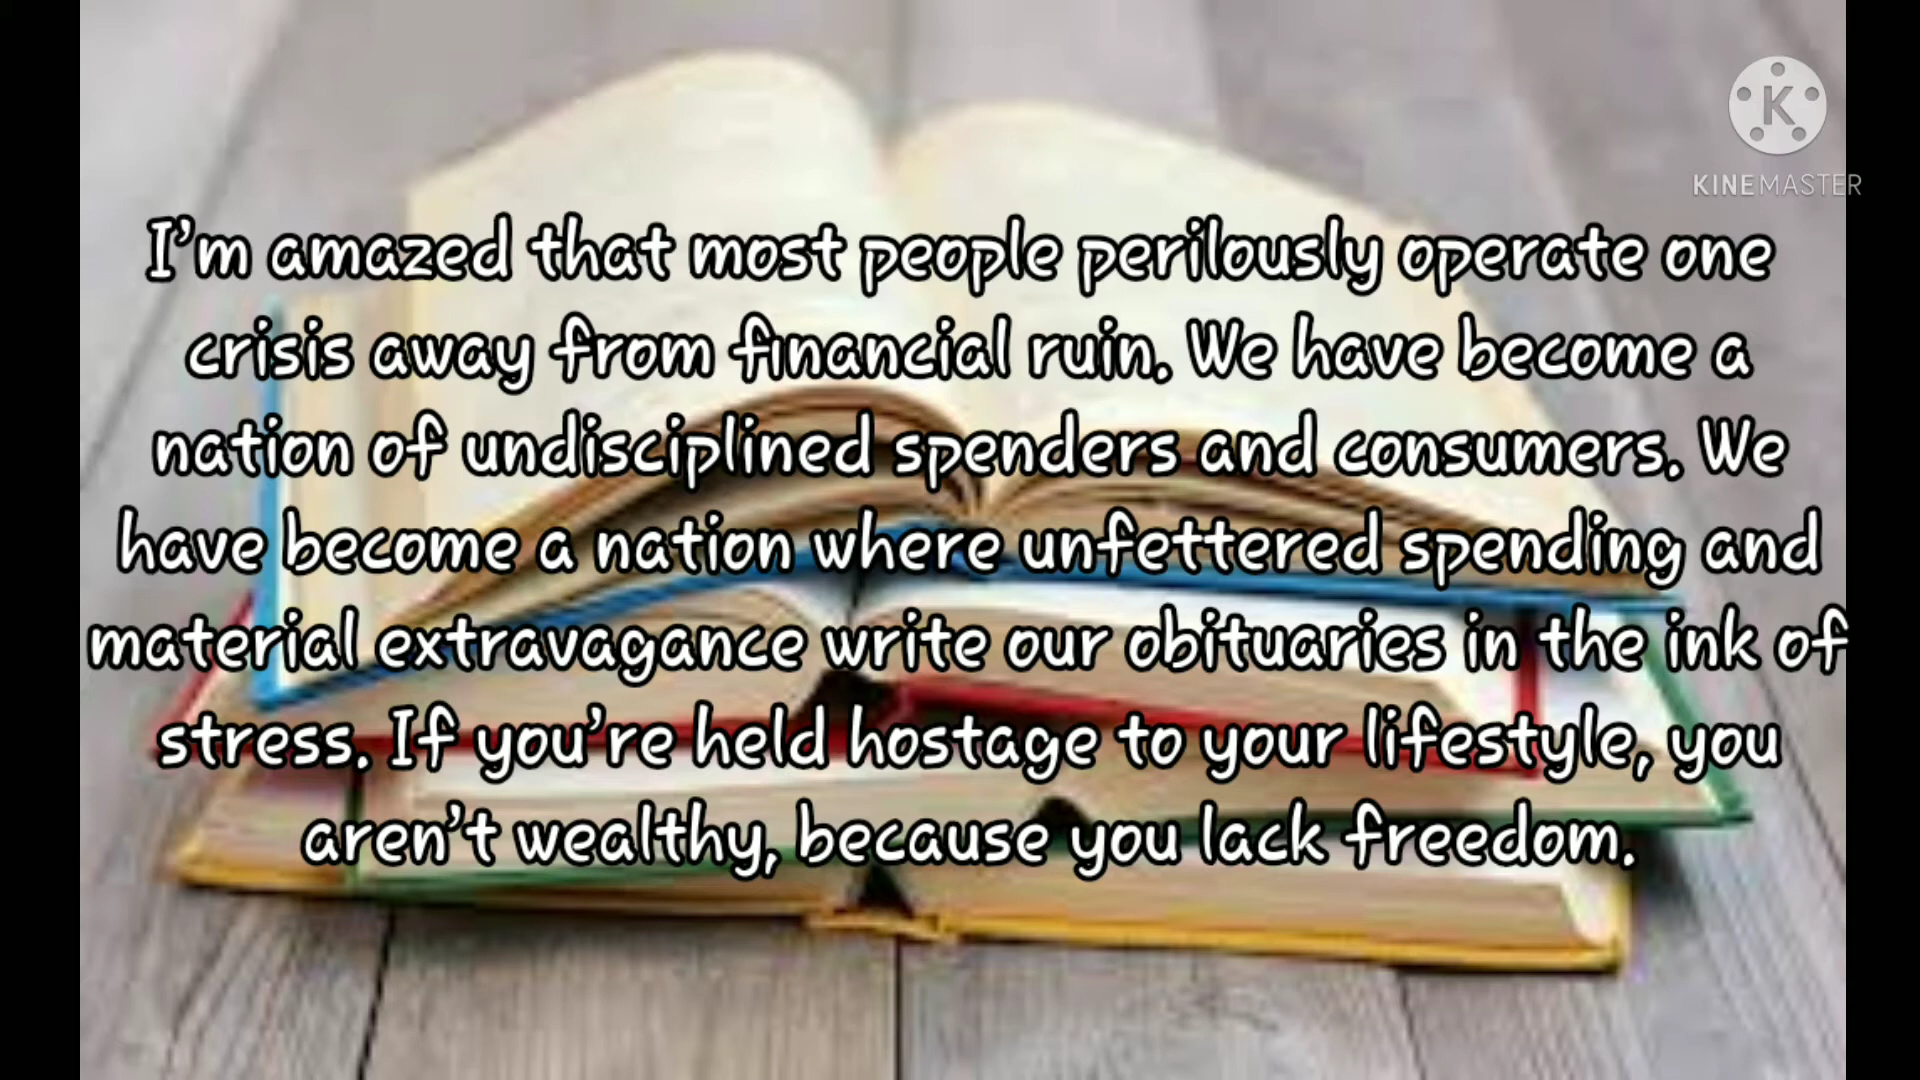 K
KINEMASTER
I'm amazed that most people perilously operate one
crisis away from financial ruin. We have become a
nation of undisciplined spenders and consumers. We
have become a nation where unfettered spending and
material extravagance write our obituaries in the ink of
stress. If you're held hostage to your lifestyle, you
aren't wealthy, because you lack freedom.